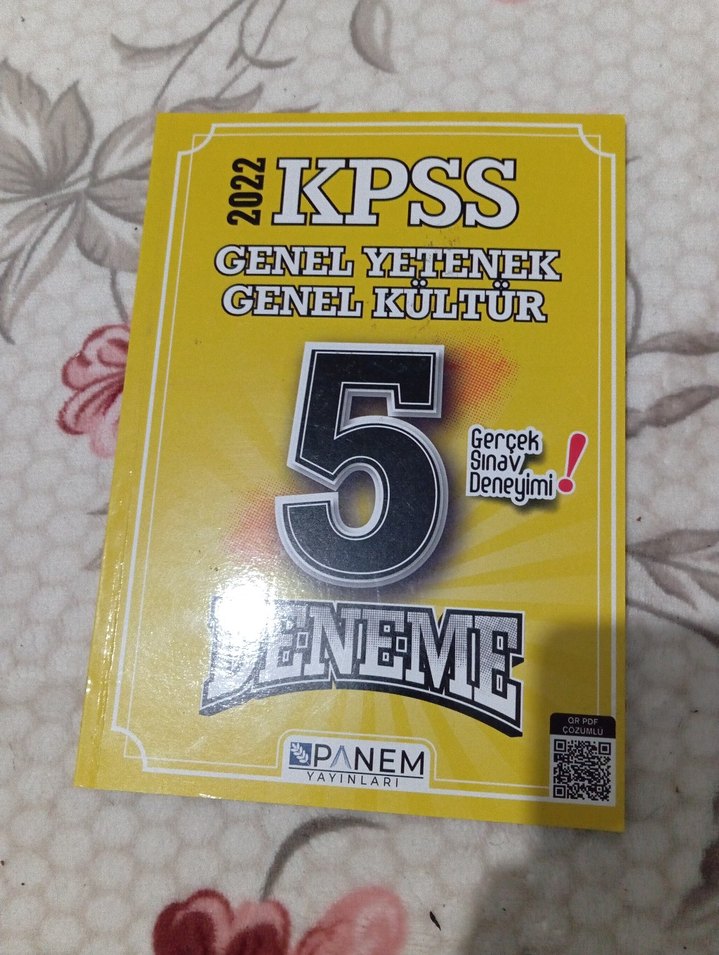 2022
KPSS
GENEL YETENEK
GENEL KÜLTÜR
5
Gerçek
Sınav
Deneyimi!
DENEME
PANEM
YAYINLARI
QR PDF
ÇÖZÜMLÜ